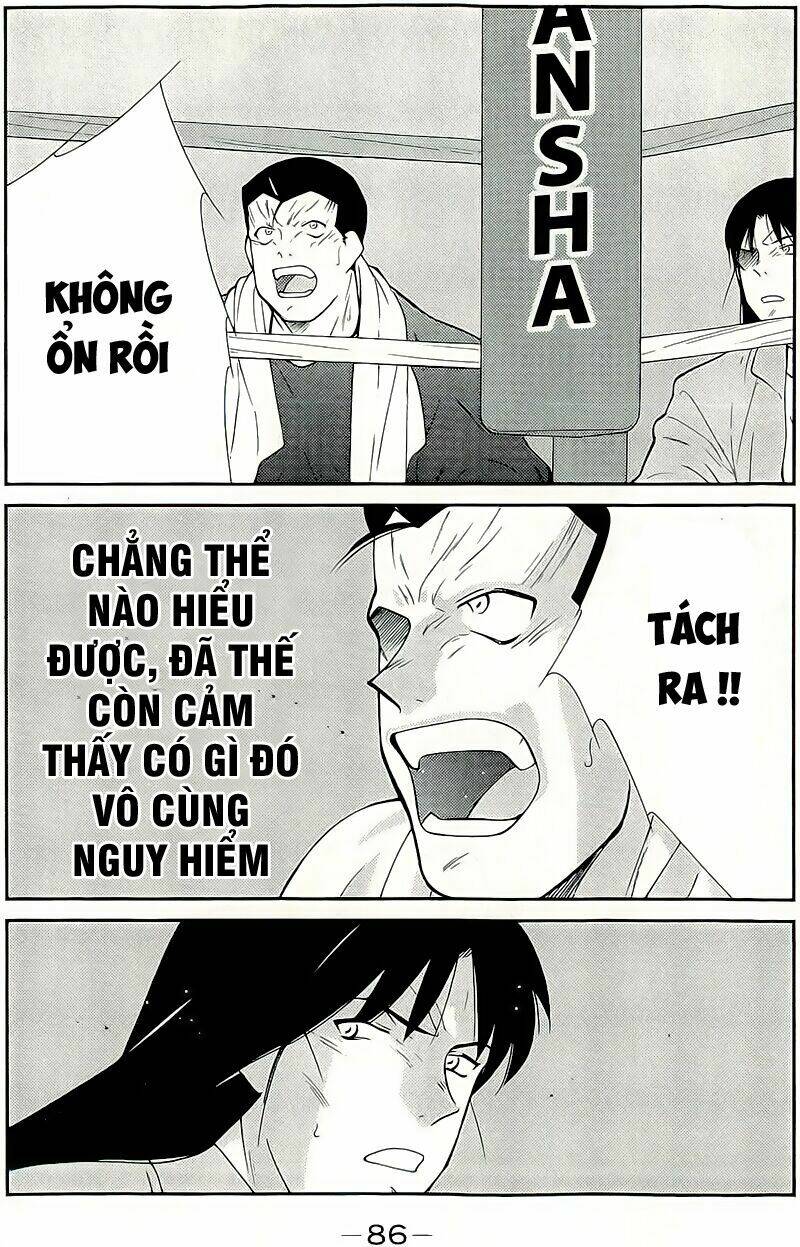 ANSHA
KHÔNG
ỔN RỒI
TÁCH
RA !!
CHẲNG THỂ
NÀO HIỂU
ĐƯỢC, ĐÃ THẾ
CÒN CẢM
THẤY CÓ GÌ ĐÓ
VÔ CÙNG
NGUY HIỂM
—86—